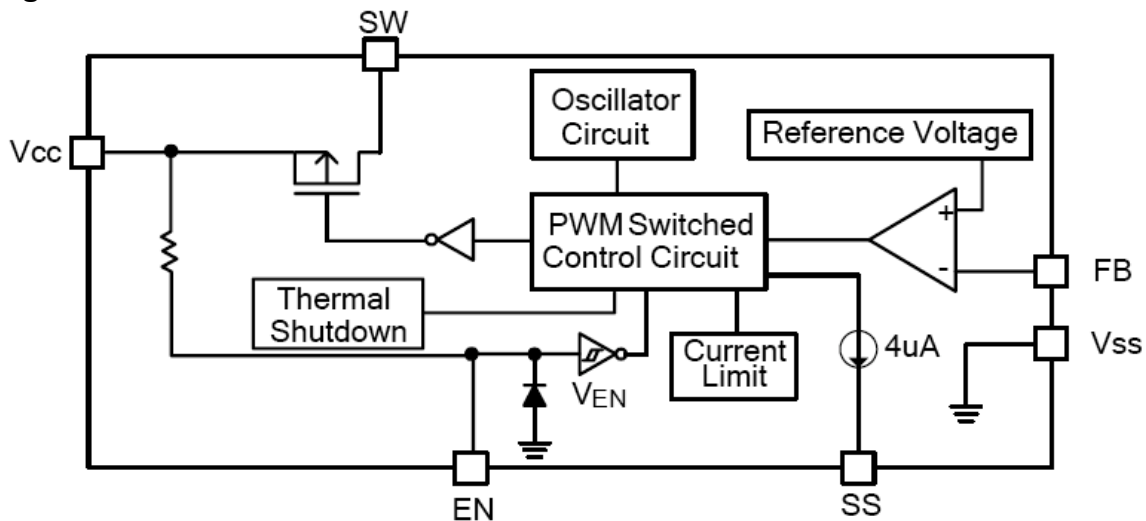 SW
Vcc
Oscillator
Circuit
Reference Voltage
PWM Switched
Control Circuit
+
-
FB
Thermal
Shutdown
Current
Limit
4uA
Vss
VEN
EN
SS